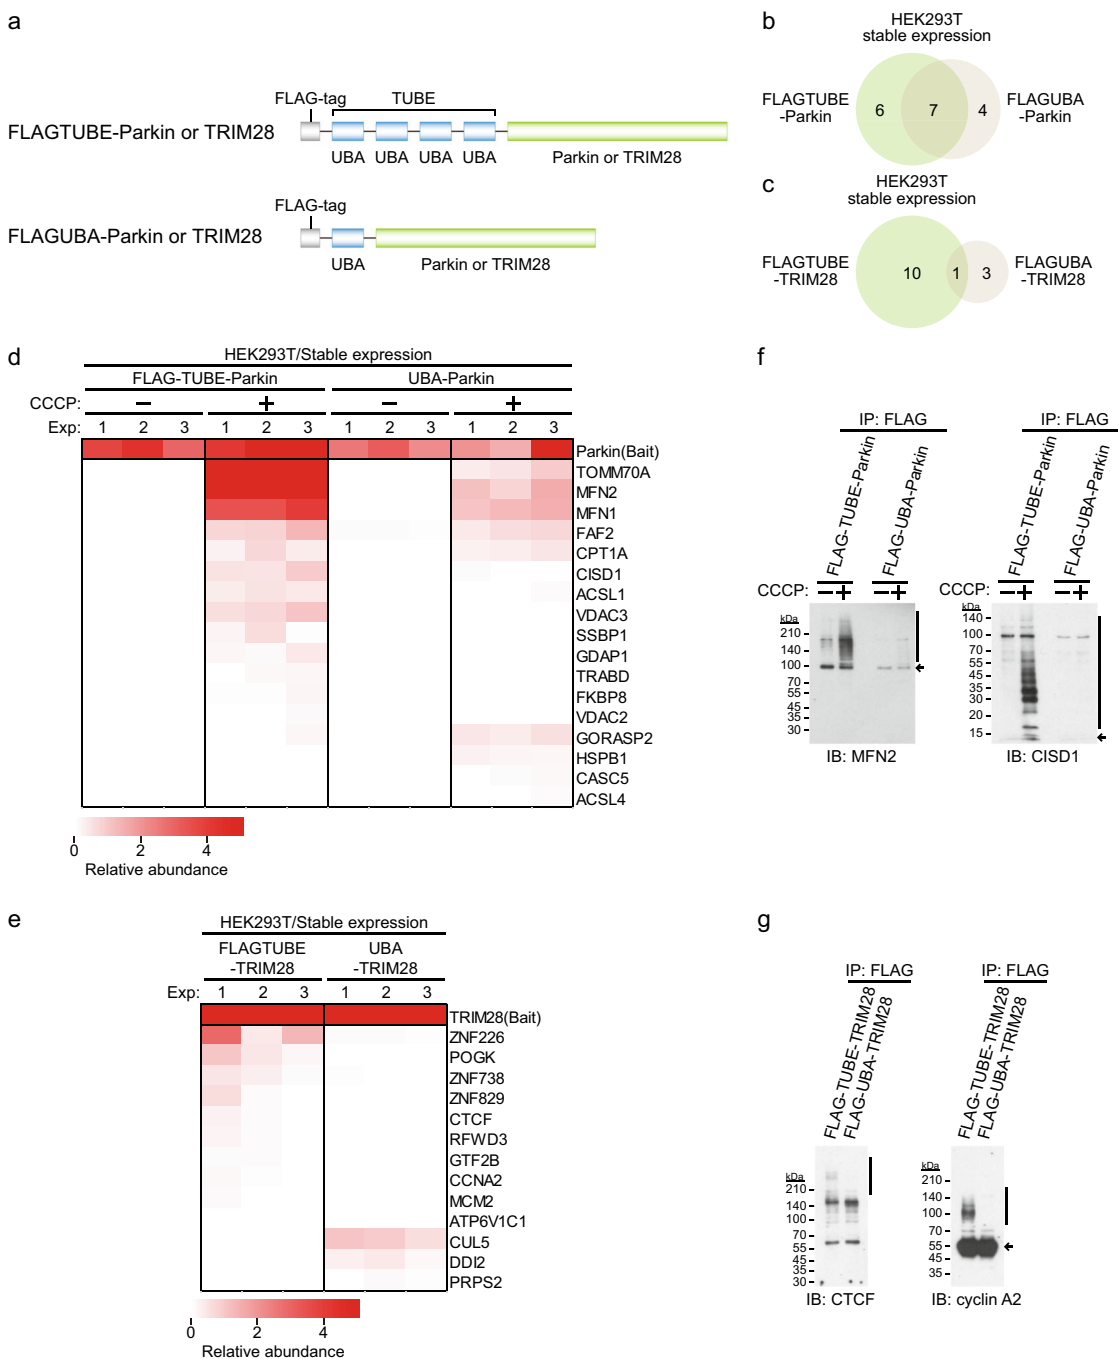 a
FLAG-tag
TUBE
FLAGTUBE-Parkin or TRIM28
UBA UBA UBA UBA
Parkin or TRIM28
FLAG-tag
FLAGUBA-Parkin or TRIM28
UBA
Parkin or TRIM28
b
HEK293T
stable expression
FLAGTUBE
-Parkin
6 7 4
FLAGUBA
-Parkin
c
HEK293T
stable expression
FLAGTUBE
-TRIM28
10 1 3
FLAGUBA
-TRIM28
d
HEK293T/Stable expression
FLAG-TUBE-Parkin UBA-Parkin
CCCP: − + − +
Exp: 1 2 3 1 2 3 1 2 3 1 2 3
Parkin(Bait)
TOMM70A
MFN2
MFN1
FAF2
CPT1A
CISD1
ACSL1
VDAC3
SSBP1
GDAP1
TRABD
FKBP8
VDAC2
GORASP2
HSPB1
CASC5
ACSL4
0 2 4
Relative abundance
e
HEK293T/Stable expression
FLAGTUBE
-TRIM28
UBA
-TRIM28
Exp: 1 2 3 1 2 3
TRIM28(Bait)
ZNF226
POGK
ZNF738
ZNF829
CTCF
RFWD3
GTF2B
CCNA2
MCM2
ATP6V1C1
CUL5
DDI2
PRPS2
0 2 4
Relative abundance
f
IP: FLAG
FLAG-TUBE-Parkin
FLAG-UBA-Parkin
CCCP: − + − +
kDa
210
140
100
70
55
45
35
30
IB: MFN2
IP: FLAG
FLAG-TUBE-Parkin
FLAG-UBA-Parkin
CCCP: − + − +
kDa
140
100
70
55
45
35
30
20
15
IB: CISD1
g
IP: FLAG
FLAG-TUBE-TRIM28
FLAG-UBA-TRIM28
kDa
210
140
100
70
55
45
35
30
IB: CTCF
IP: FLAG
FLAG-TUBE-TRIM28
FLAG-UBA-TRIM28
kDa
210
140
100
70
55
45
35
IB: cyclin A2